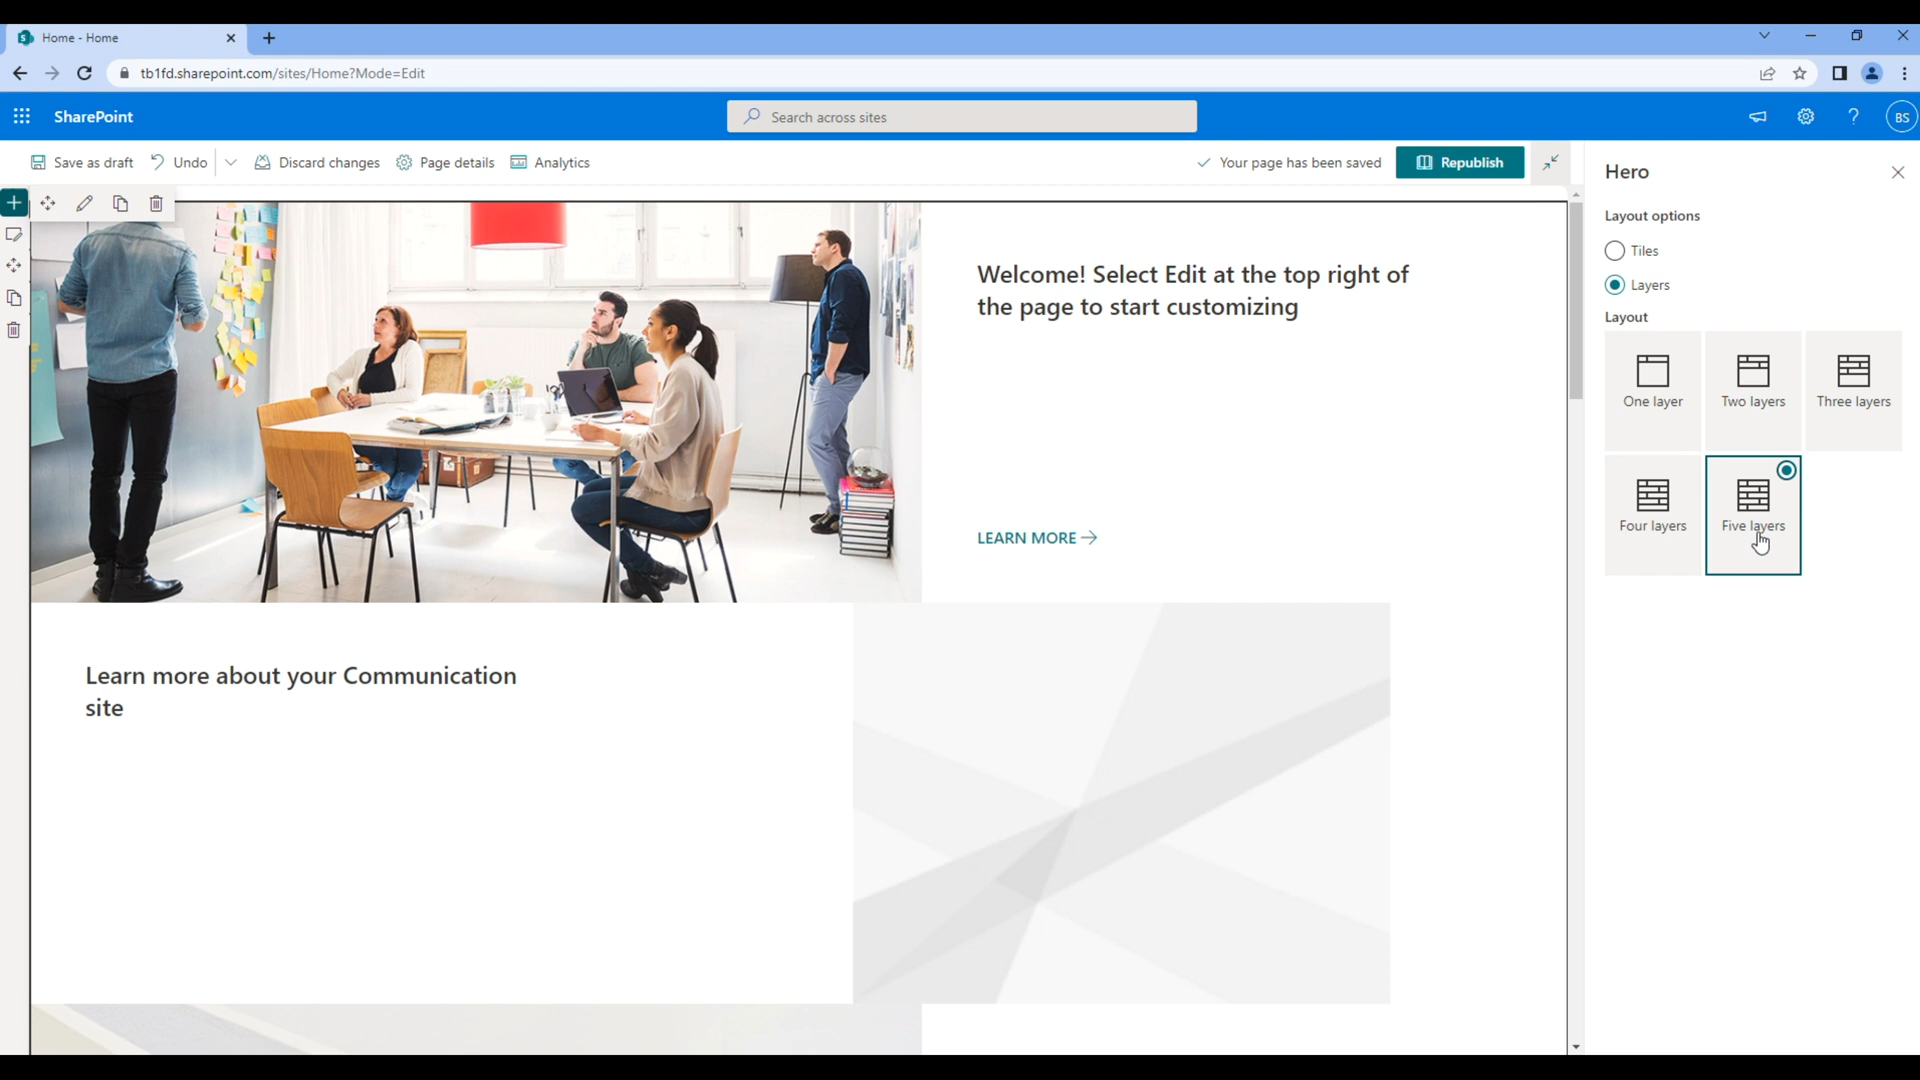 Home - Home
tb1fd.sharepoint.com/sites/Home?Mode=Edit
SharePoint
Search across sites
BS
Save as draft
Undo
Discard changes
Page details
Analytics
Your page has been saved
Republish
Hero
Layout options
Tiles
Layers
Layout
One layer
Two layers
Three layers
Four layers
Five layers
Welcome! Select Edit at the top right of
the page to start customizing
LEARN MORE
Learn more about your Communication
site